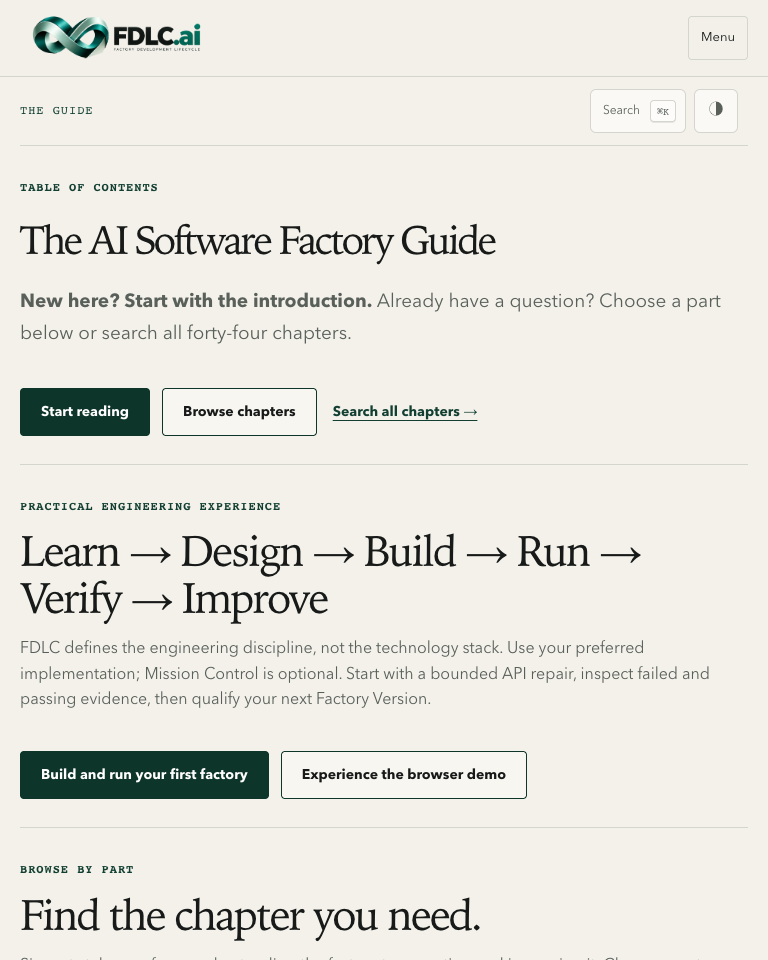 FDLC.ai
FACTORY DEVELOPMENT LIFECYCLE
Menu
THE GUIDE
Search ⌘K
TABLE OF CONTENTS
The AI Software Factory Guide
New here? Start with the introduction. Already have a question? Choose a part
below or search all forty-four chapters.
Start reading
Browse chapters
Search all chapters →
PRACTICAL ENGINEERING EXPERIENCE
Learn → Design → Build → Run →
Verify → Improve
FDLC defines the engineering discipline, not the technology stack. Use your preferred
implementation; Mission Control is optional. Start with a bounded API repair, inspect failed and
passing evidence, then qualify your next Factory Version.
Build and run your first factory
Experience the browser demo
BROWSE BY PART
Find the chapter you need.